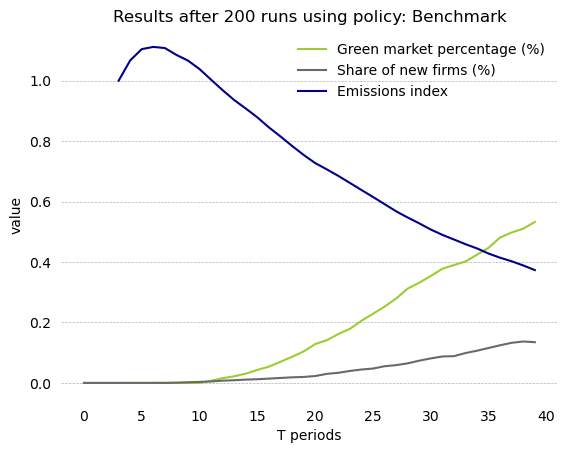 Results after 200 runs using policy: Benchmark
Green market percentage (%)
Share of new firms (%)
Emissions index
value
1.0
0.8
0.6
0.4
0.2
0.0
0 5 10 15 20 25 30 35 40
T periods